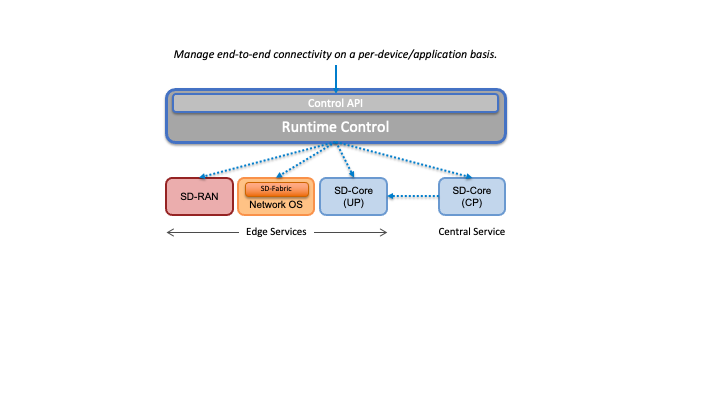 Manage end-to-end connectivity on a per-device/application basis.
Control API
Runtime Control
SD-RAN
SD-Fabric
Network OS
SD-Core
(UP)
SD-Core
(CP)
Edge Services
Central Service